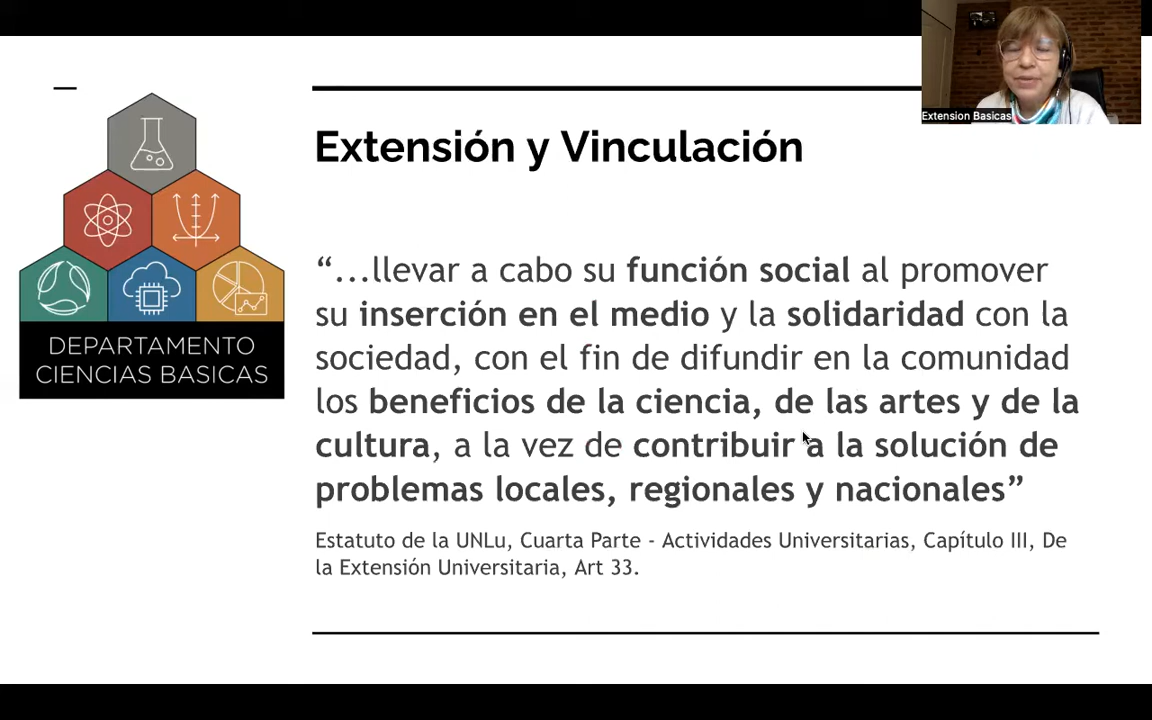 Extension Basicas
Extensión y Vinculación
DEPARTAMENTO
CIENCIAS BASICAS
“...llevar a cabo su función social al promover
su inserción en el medio y la solidaridad con la
sociedad, con el fin de difundir en la comunidad
los beneficios de la ciencia, de las artes y de la
cultura, a la vez de contribuir a la solución de
problemas locales, regionales y nacionales”
Estatuto de la UNLu, Cuarta Parte - Actividades Universitarias, Capítulo III, De
la Extensión Universitaria, Art 33.